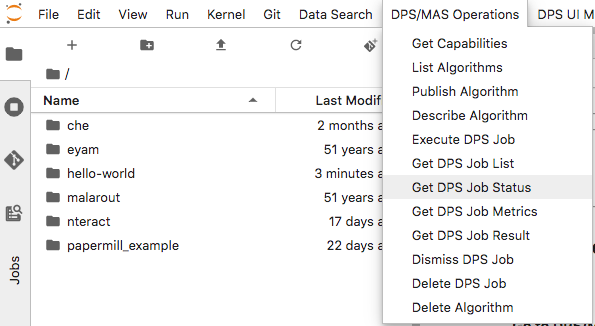 File Edit View Run Kernel Git Data Search DPS/MAS Operations DPS UI M
/
Name Last Modif
che 2 months a
eyam 51 years a
hello-world 3 minutes a
malarout 51 years a
nteract 17 days a
papermill_example 22 days a
Jobs
Get Capabilities
List Algorithms
Publish Algorithm
Describe Algorithm
Execute DPS Job
Get DPS Job List
Get DPS Job Status
Get DPS Job Metrics
Get DPS Job Result
Dismiss DPS Job
Delete DPS Job
Delete Algorithm